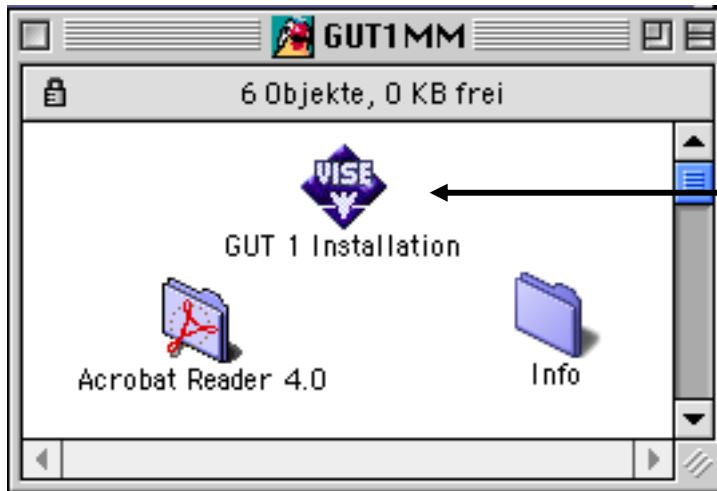 GUT1MM
6 Objekte, 0 KB frei
VISE
GUT 1 Installation
Acrobat Reader 4.0
Info